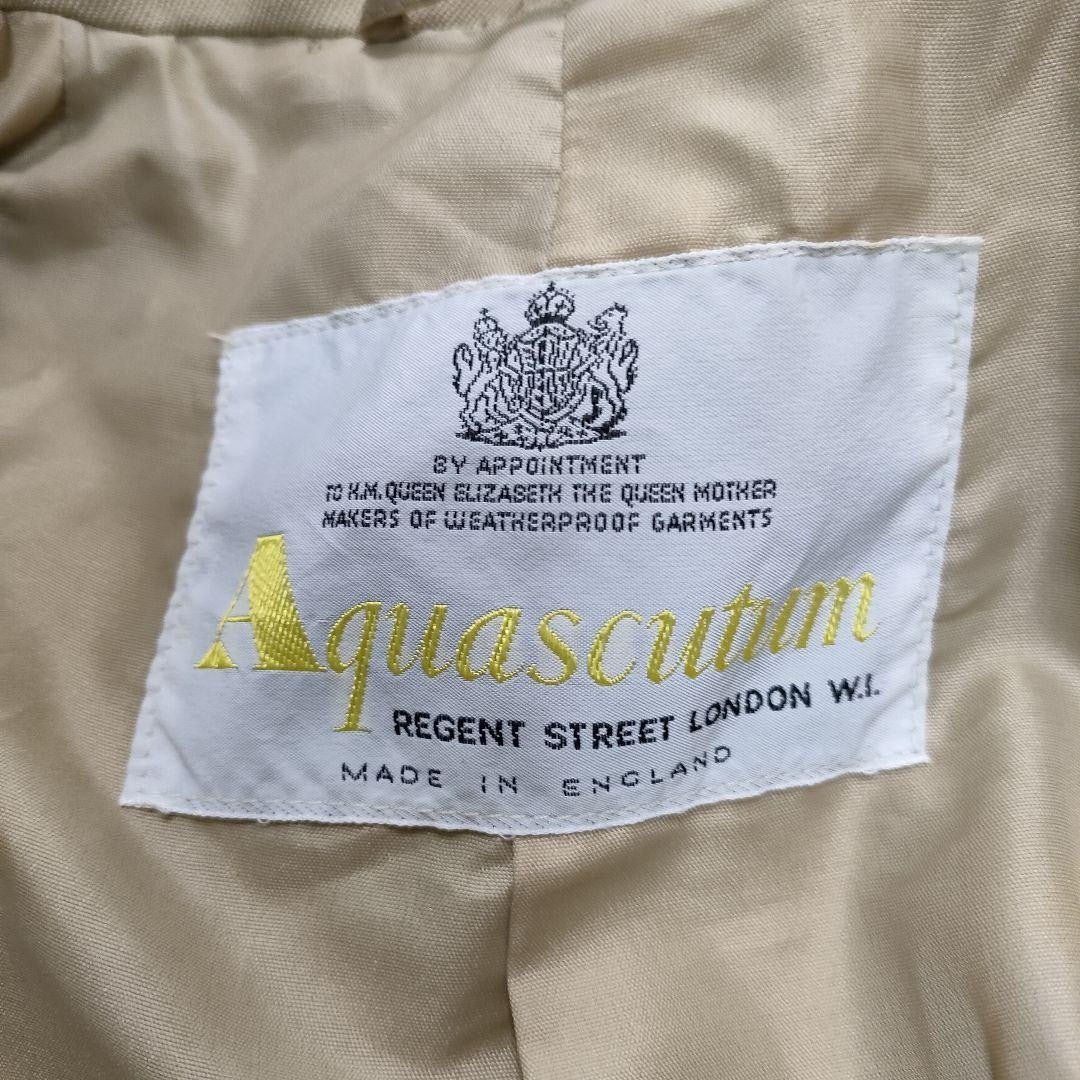 BY APPOINTMENT
TO H.M. QUEEN ELIZABETH THE QUEEN MOTHER
MAKERS OF WEATHERPROOF GARMENTS
Aquascutum
REGENT STREET LONDON W.1.
MADE IN ENGLAND